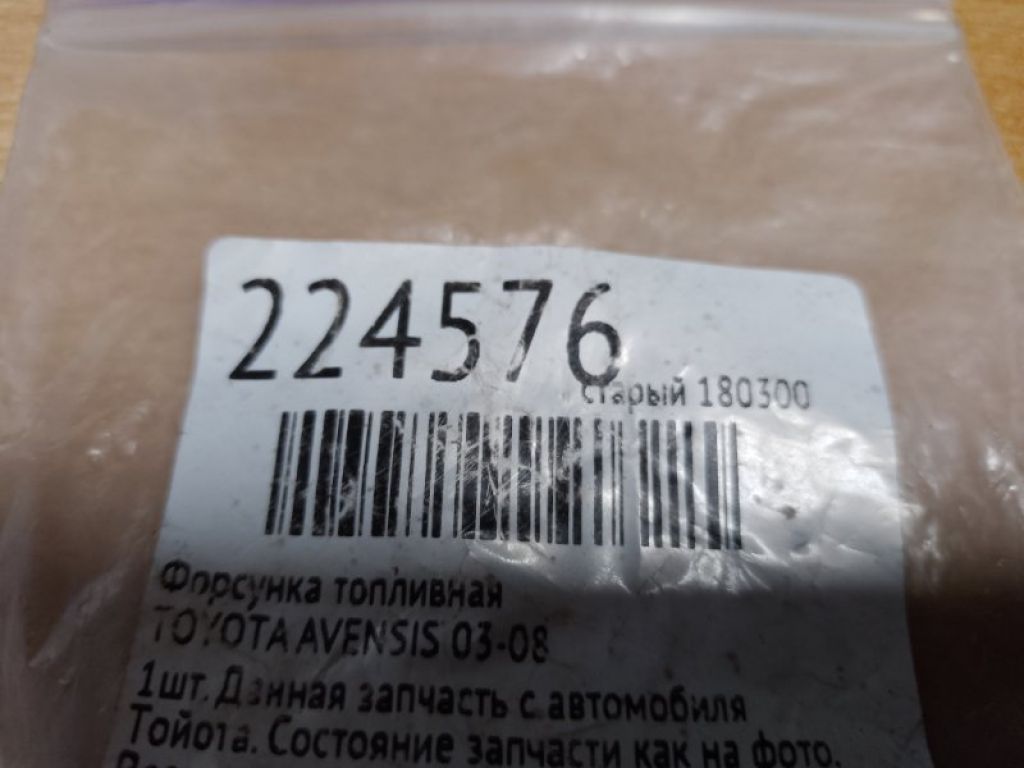 224576
старый 180300
Форсунка топливная
TOYOTA AVENSIS 03-08
1шт. Данная запчасть с автомобиля
Тойота. Состояние запчасти как на фото.